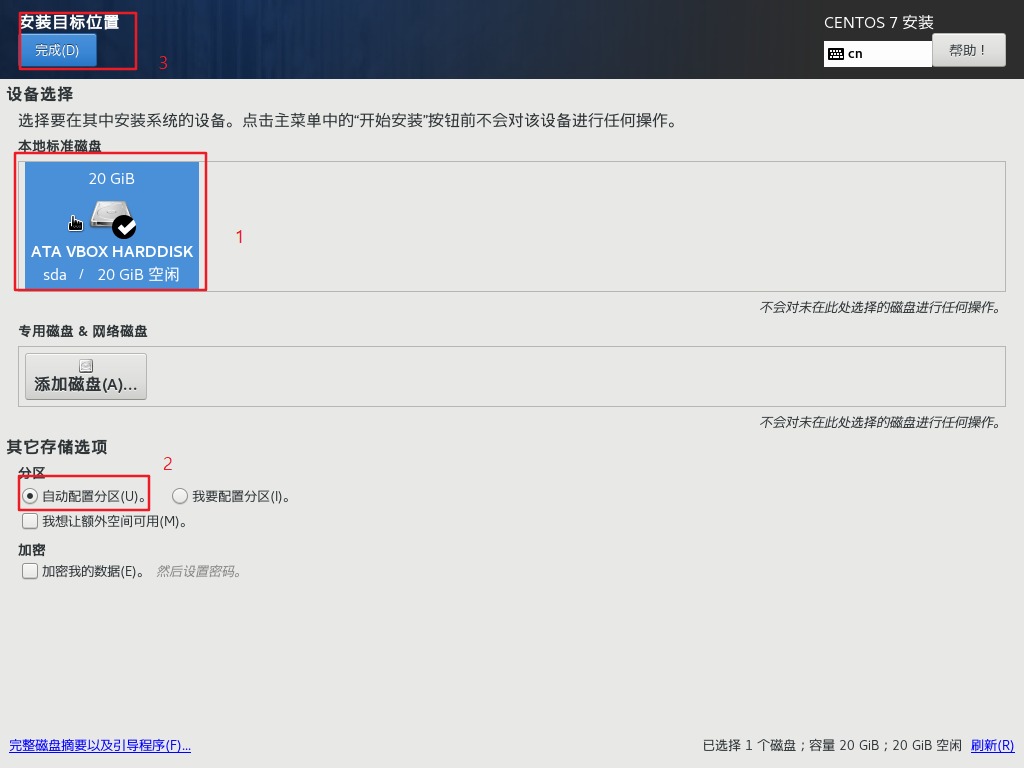 安装目标位置
CENTOS 7 安装
完成(D)
3
cn
帮助！
设备选择
选择要在其中安装系统的设备。点击主菜单中的“开始安装”按钮前不会对该设备进行任何操作。
本地标准磁盘
20 GiB
1
ATA VBOX HARDDISK
sda / 20 GiB 空闲
不会对未在此处选择的磁盘进行任何操作。
专用磁盘 & 网络磁盘
添加磁盘(A)...
不会对未在此处选择的磁盘进行任何操作。
其它存储选项
2
分区
自动配置分区(U)。 我要配置分区(I)。
我想让额外空间可用(M)。
加密
加密我的数据(E)。 然后设置密码。
完整磁盘摘要以及引导程序(F)...
已选择 1 个磁盘；容量 20 GiB；20 GiB 空闲 刷新(R)